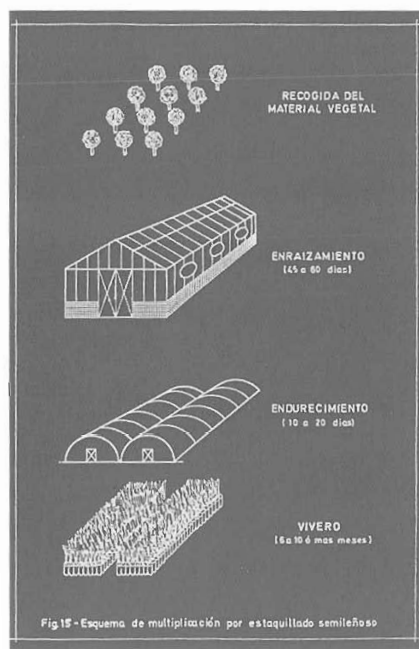 RECOGIDA DEL
MATERIAL VEGETAL
ENRAIZAMIENTO
(45 a 60 días)
ENDURECIMIENTO
(10 a 20 días)
VIVERO
(6 a 10 ó mas meses)
Fig.15-Esquema de multiplicación por estaquillado semileñoso